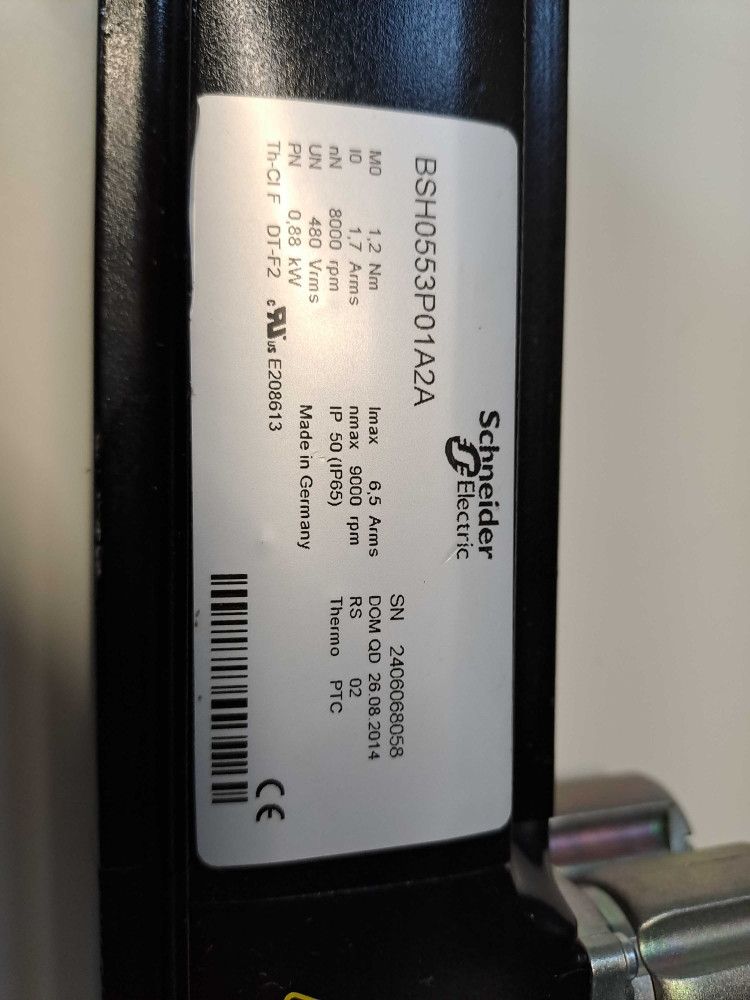 Schneider
Electric
BSH0553P01A2A
SN 2406068058
M0 1,2 Nm Imax 6,5 Arms DOM QD 26.08.2014
I0 1,7 Arms nmax 9000 rpm RS 02
nN 8000 rpm IP 50 (IP65) Thermo PTC
UN 480 Vrms
PN 0,88 kW Made in Germany
Th-Cl F DT-F2 c RU us E208613
CE